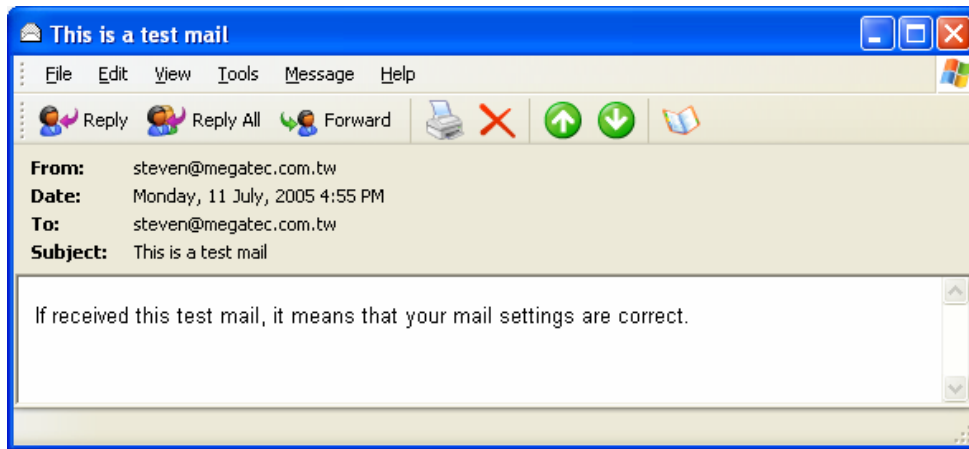 This is a test mail
File Edit View Tools Message Help
Reply Reply All Forward
From: steven@megatec.com.tw
Date: Monday, 11 July, 2005 4:55 PM
To: steven@megatec.com.tw
Subject: This is a test mail
If received this test mail, it means that your mail settings are correct.